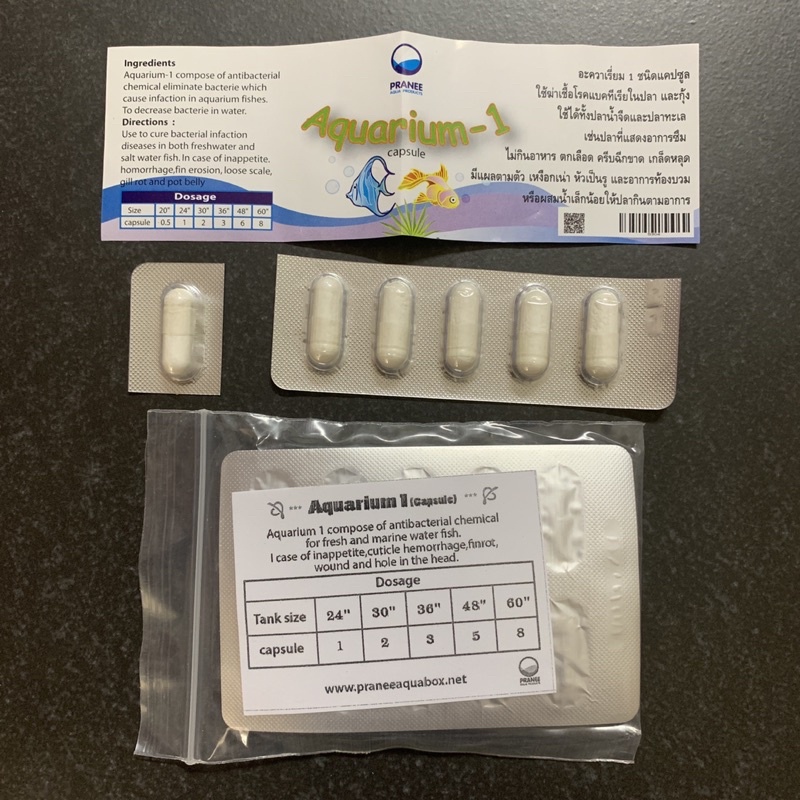 Ingredients
Aquarium-1 compose of antibacterial
chemical eliminate bacterie which
cause infaction in aquarium fishes.
To decrease bacterie in water.
Directions :
Use to cure bacterial infaction
diseases in both freshwater and
salt water fish. In case of inappetite.
homorrhage,fin erosion, loose scale,
gill rot and pot belly
Dosage
Size 20" 24" 30" 36" 48" 60"
capsule 0.5 1 2 3 6 8
PRANEE
AQUA PRODUCTS
Aquarium-1
capsule
อะควาเรี่ยม 1 ชนิดแคปซูล
ใช้ฆ่าเชื้อโรคแบคทีเรียในปลา และกุ้ง
ใช้ได้ทั้งปลาน้ำจืดและปลาทะเล
เช่นปลาที่แสดงอาการซึม
ไม่กินอาหาร ตกเลือด ครีบฉีกขาด เกล็ดหลุด
มีแผลตามตัว เหงือกเน่า หัวเป็นรู และอาการท้องบวม
หรือผสมน้ำเล็กน้อยให้ปลากินตามอาการ
Aquarium 1 (Capsule)
Aquarium 1 compose of antibacterial chemical
for fresh and marine water fish.
I case of inappetite,cuticle hemorrhage,finrot,
wound and hole in the head.
Dosage
Tank size 24" 30" 36" 48" 60"
capsule 1 2 3 5 8
www.praneeaquabox.net
PRANEE
AQUA PRODUCTS